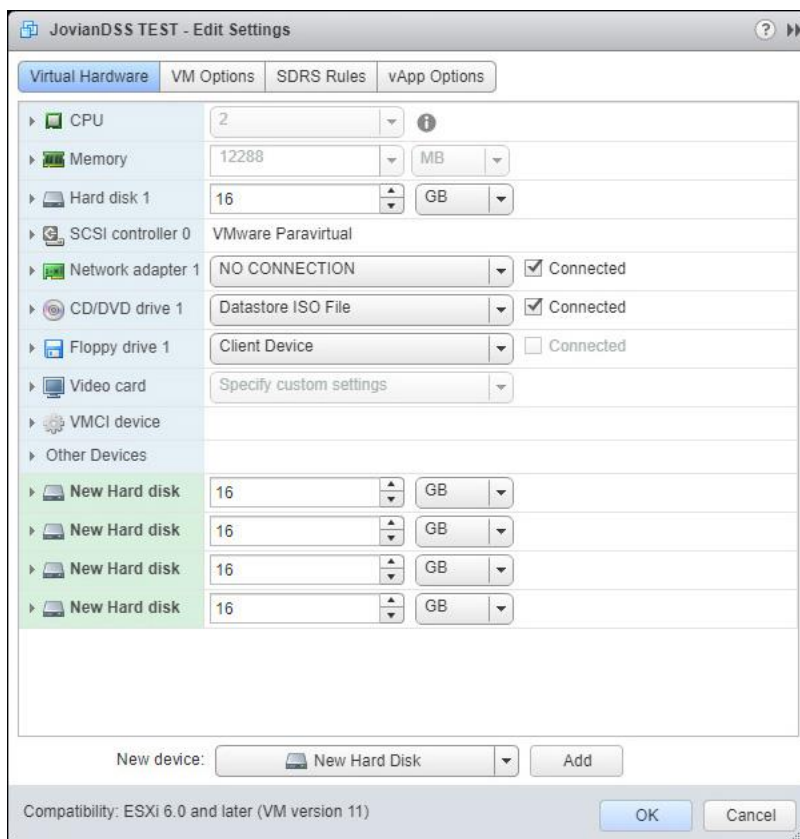 JovianDSS TEST - Edit Settings ?
Virtual Hardware VM Options SDRS Rules vApp Options
CPU 2
Memory 12288 MB
Hard disk 1 16 GB
SCSI controller 0 VMware Paravirtual
Network adapter 1 NO CONNECTION Connected
CD/DVD drive 1 Datastore ISO File Connected
Floppy drive 1 Client Device Connected
Video card Specify custom settings
VMCI device
Other Devices
New Hard disk 16 GB
New Hard disk 16 GB
New Hard disk 16 GB
New Hard disk 16 GB
New device: New Hard Disk Add
Compatibility: ESXi 6.0 and later (VM version 11) OK Cancel